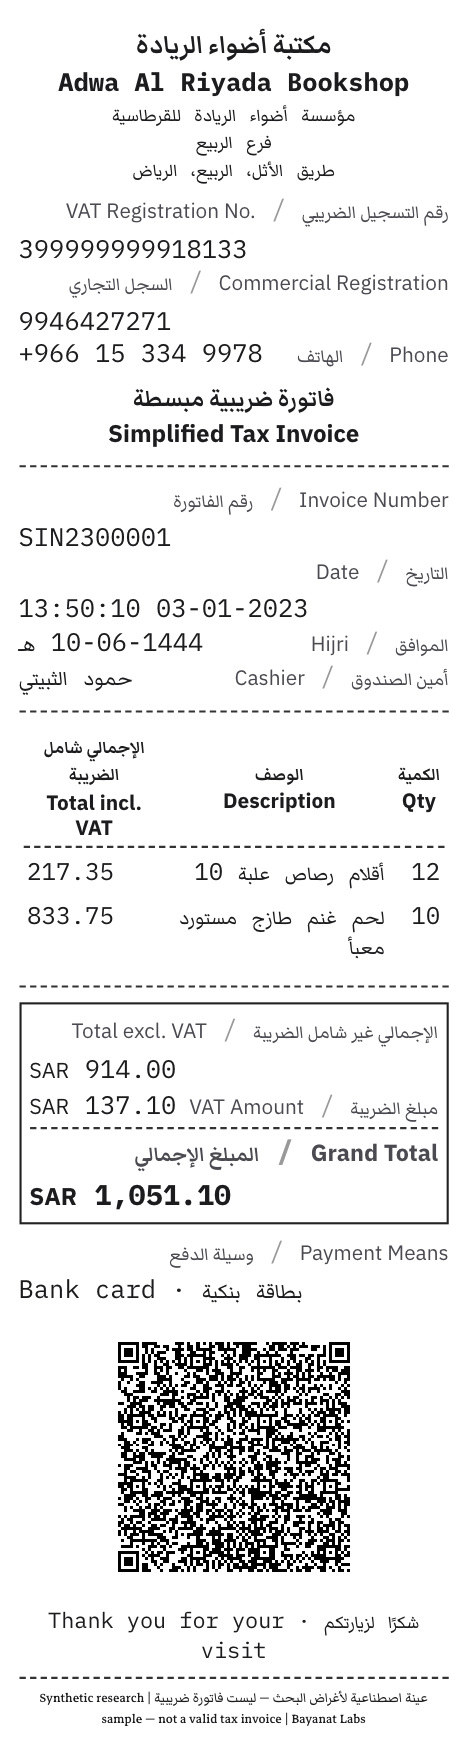 مكتبة أضواء الريادة
Adwa Al Riyada Bookshop
مؤسسة أضواء الريادة للقرطاسية
فرع الربيع
طريق الأثل، الربيع، الرياض
رقم التسجيل الضريبي / VAT Registration No.
399999999918133
Commercial Registration / السجل التجاري
9946427271
Phone / الهاتف +966 15 334 9978
فاتورة ضريبية مبسطة
Simplified Tax Invoice
Invoice Number / رقم الفاتورة
SIN2300001
التاريخ / Date
13:50:10 03-01-2023
الموافق / Hijri 10-06-1444 هـ
أمين الصندوق / Cashier حمود الثبيتي
الكمية الوصف الإجمالي شامل الضريبة
Qty Description Total incl. VAT
12 أقلام رصاص علبة 10 217.35
10 لحم غنم طازج مستورد 833.75
معبأ
الإجمالي غير شامل الضريبة / Total excl. VAT
SAR 914.00
مبلغ الضريبة / VAT Amount SAR 137.10
Grand Total / المبلغ الإجمالي
SAR 1,051.10
Payment Means / وسيلة الدفع
Bank card · بطاقة بنكية
Thank you for your · شكرًا لزيارتكم
visit
عينة اصطناعية لأغراض البحث — ليست فاتورة ضريبية | Synthetic research
sample — not a valid tax invoice | Bayanat Labs